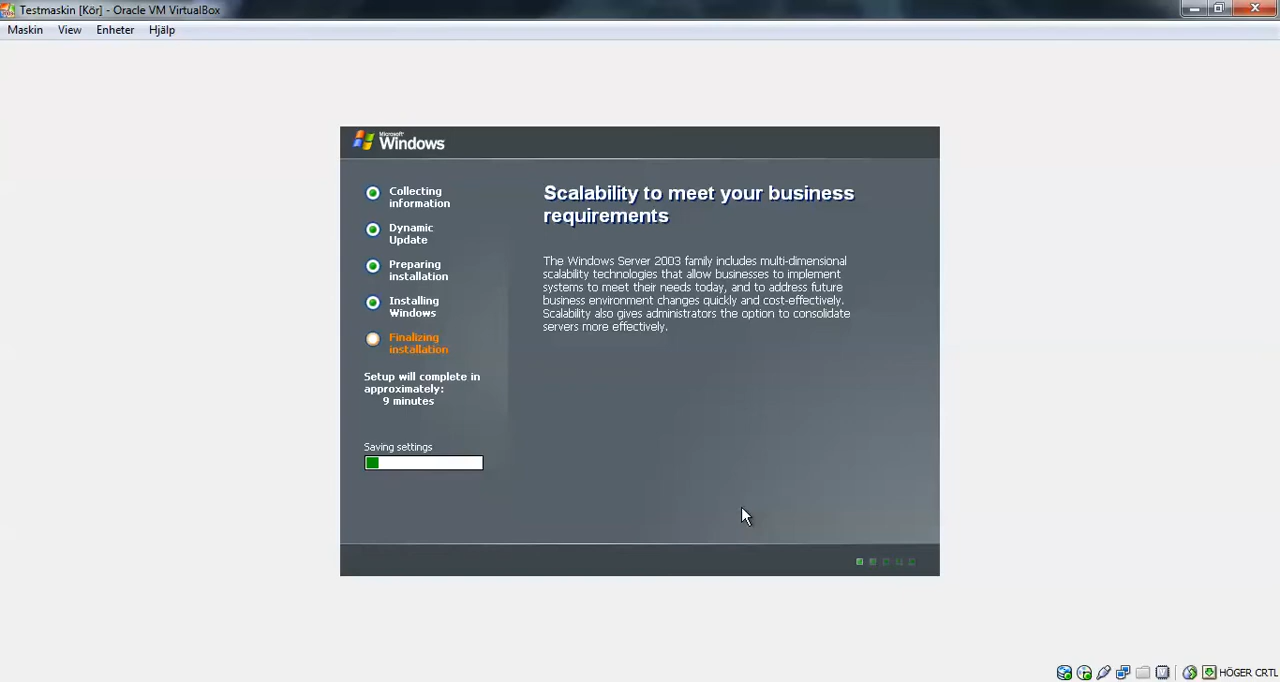 Testmaskin [Kör] - Oracle VM VirtualBox
Maskin View Enheter Hjälp
Microsoft
Windows
Collecting
information
Dynamic
Update
Preparing
installation
Installing
Windows
Finalizing
installation
Setup will complete in
approximately:
9 minutes
Saving settings
Scalability to meet your business
requirements
The Windows Server 2003 family includes multi-dimensional
scalability technologies that allow businesses to implement
systems to meet their needs today, and to address future
business environment changes quickly and cost-effectively.
Scalability also gives administrators the option to consolidate
servers more effectively.
HÖGER CRTL